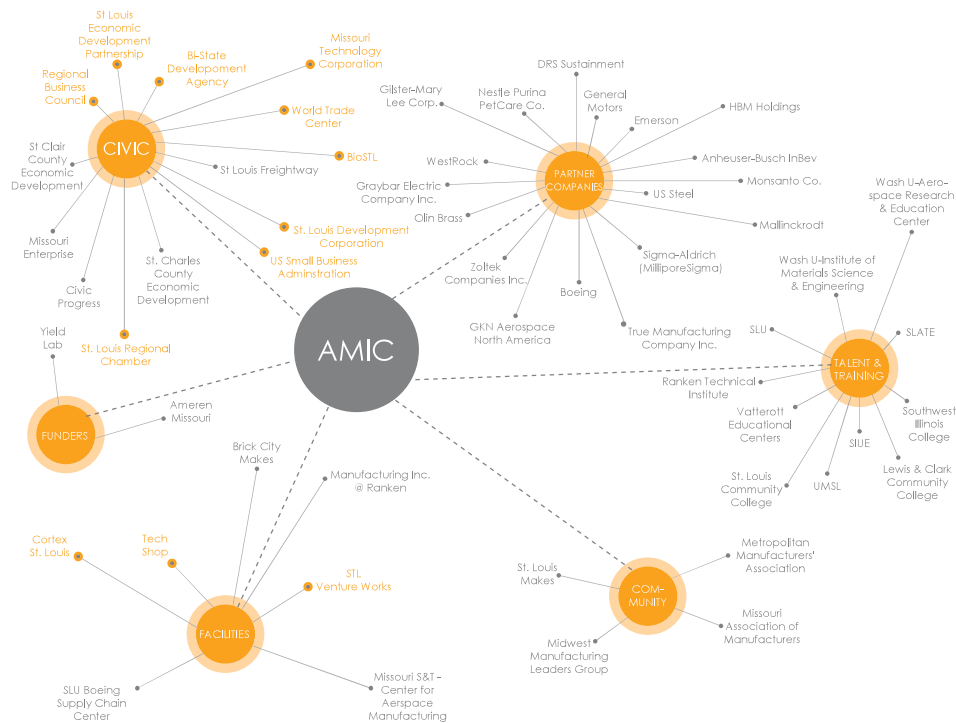 St Louis
Economic
Development
Partnership
Bi-State
Developoment
Agency
Missouri
Technology
Corporation
Regional
Business
Council
World Trade
Center
CIVIC
BioSTL
St Clair
County
Economic
Development
St Louis Freightway
Missouri
Enterprise
Civic
Progress
St. Charles
County
Economic
Development
St. Louis Development
Corporation
US Small Business
Adminstration
St. Louis Regional
Chamber
DRS Sustainment
Gilster-Mary
Lee Corp.
Nestle Purina
PetCare Co.
General
Motors
Emerson
HBM Holdings
WestRock
PARTNER
COMPANIES
Anheuser-Busch InBev
Graybar Electric
Company Inc.
US Steel
Monsanto Co.
Olin Brass
Mallinckrodt
Zoltek
Companies Inc.
Boeing
Sigma-Aldrich
(MilliporeSigma)
GKN Aerospace
North America
True Manufacturing
Company Inc.
Wash U-Aero-
space Research
& Education
Center
Wash U-Institute of
Materials Science
& Engineering
SLU
SLATE
TALENT &
TRAINING
Ranken Technical
Institute
Vatterott
Educational
Centers
Southwest
Illinois
College
SIUE
St. Louis
Community
College
UMSL
Lewis & Clark
Community
College
AMIC
Yield
Lab
FUNDERS
Ameren
Missouri
Brick City
Makes
Manufacturing Inc.
@ Ranken
Cortex
St. Louis
Tech
Shop
STL
Venture Works
FACILITIES
SLU Boeing
Supply Chain
Center
Missouri S&T -
Center for
Aerespace
Manufacturing
St. Louis
Makes
Metropolitan
Manufacturers'
Association
COM-
MUNITY
Midwest
Manufacturing
Leaders Group
Missouri
Association of
Manufacturers